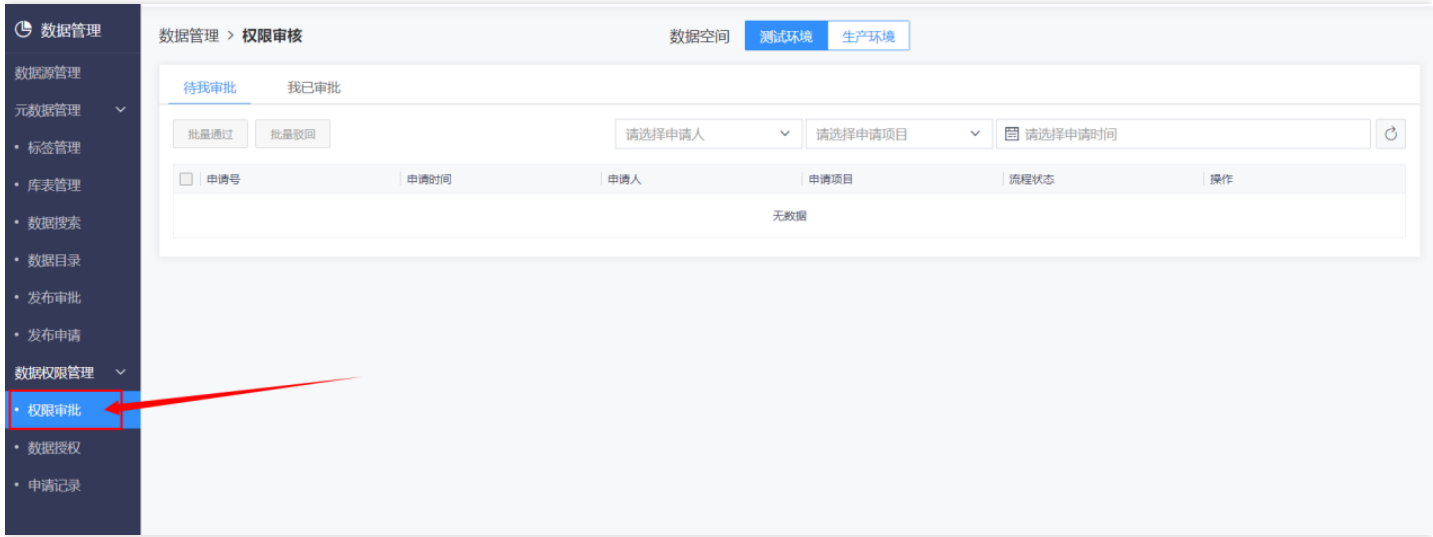 数据管理
数据源管理
元数据管理
• 标签管理
• 库表管理
• 数据搜索
• 数据目录
• 发布审批
• 发布申请
数据权限管理
• 权限审批
• 数据授权
• 申请记录
数据管理 > 权限审核
数据空间 测试环境 生产环境
待我审批 我已审批
批量通过 批量驳回 请选择申请人 请选择申请项目 请选择申请时间
申请号 申请时间 申请人 申请项目 流程状态 操作
无数据